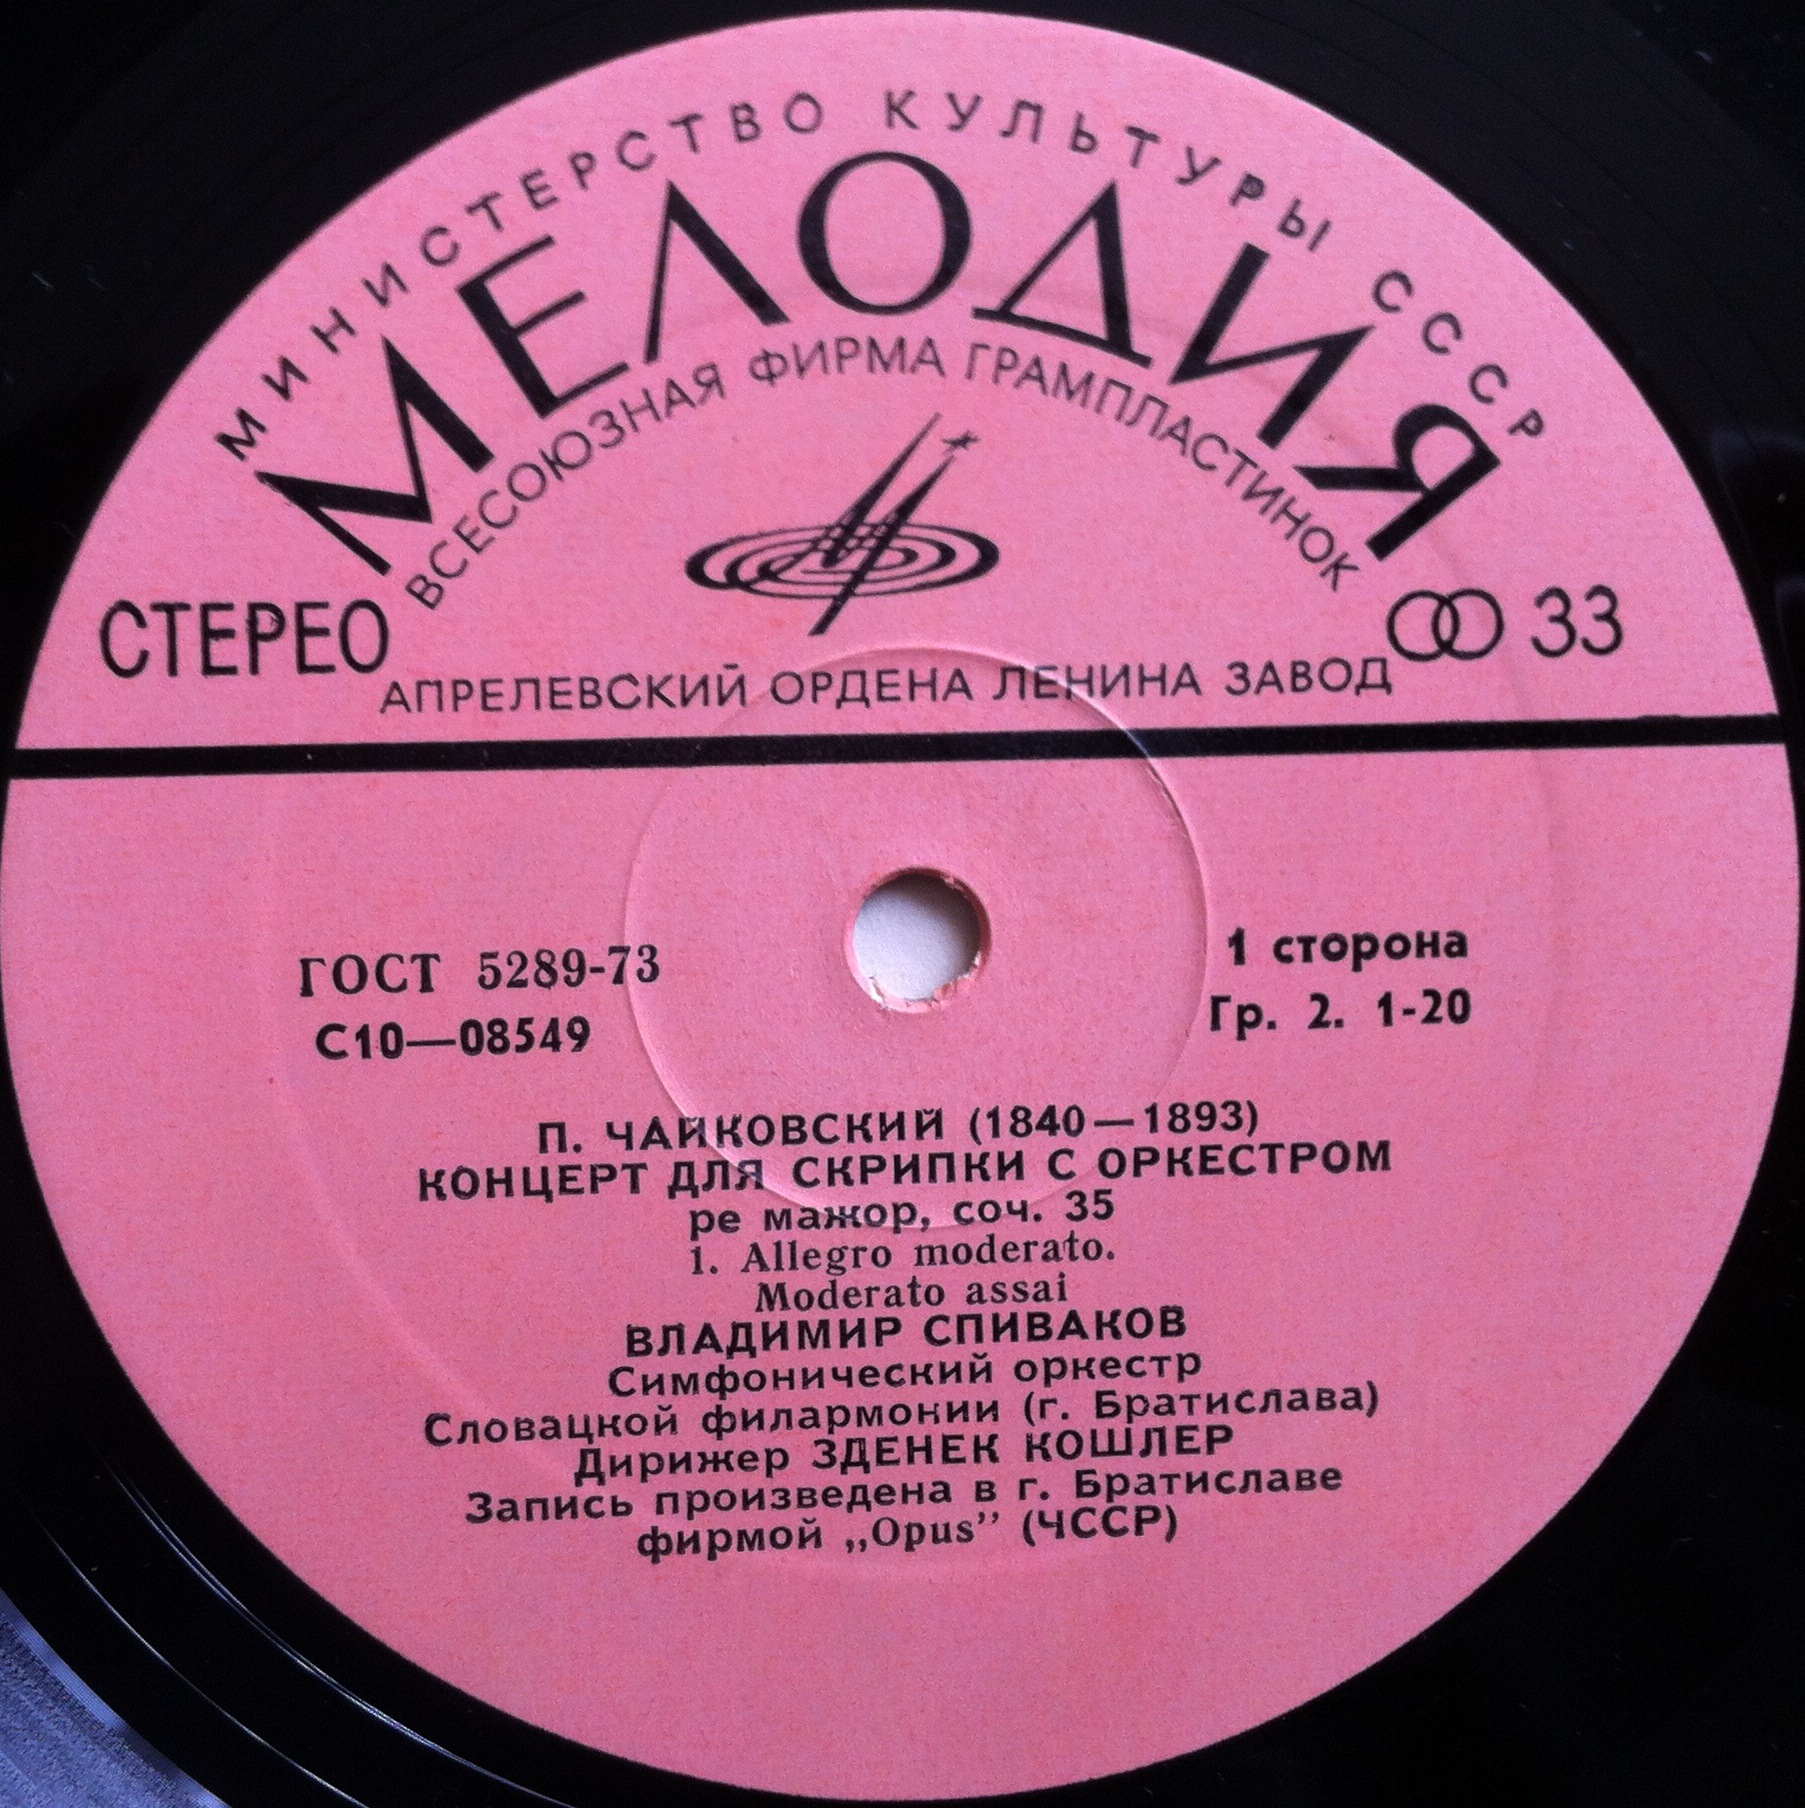 МИНИСТЕРСТВО КУЛЬТУРЫ СССР
МЕЛОДИЯ
ВСЕСОЮЗНАЯ ФИРМА ГРАМПЛАСТИНОК
СТЕРЕО
33
АПРЕЛЕВСКИЙ ОРДЕНА ЛЕНИНА ЗАВОД
ГОСТ 5289-73
1 сторона
С10—08549
Гр. 2. 1-20
П. ЧАЙКОВСКИЙ (1840—1893)
КОНЦЕРТ ДЛЯ СКРИПКИ С ОРКЕСТРОМ
ре мажор, соч. 35
1. Allegro moderato.
Moderato assai
ВЛАДИМИР СПИВАКОВ
Симфонический оркестр
Словацкой филармонии (г. Братислава)
Дирижер ЗДЕНЕК КОШЛЕР
Запись произведена в г. Братиславе
фирмой „Opus” (ЧССР)